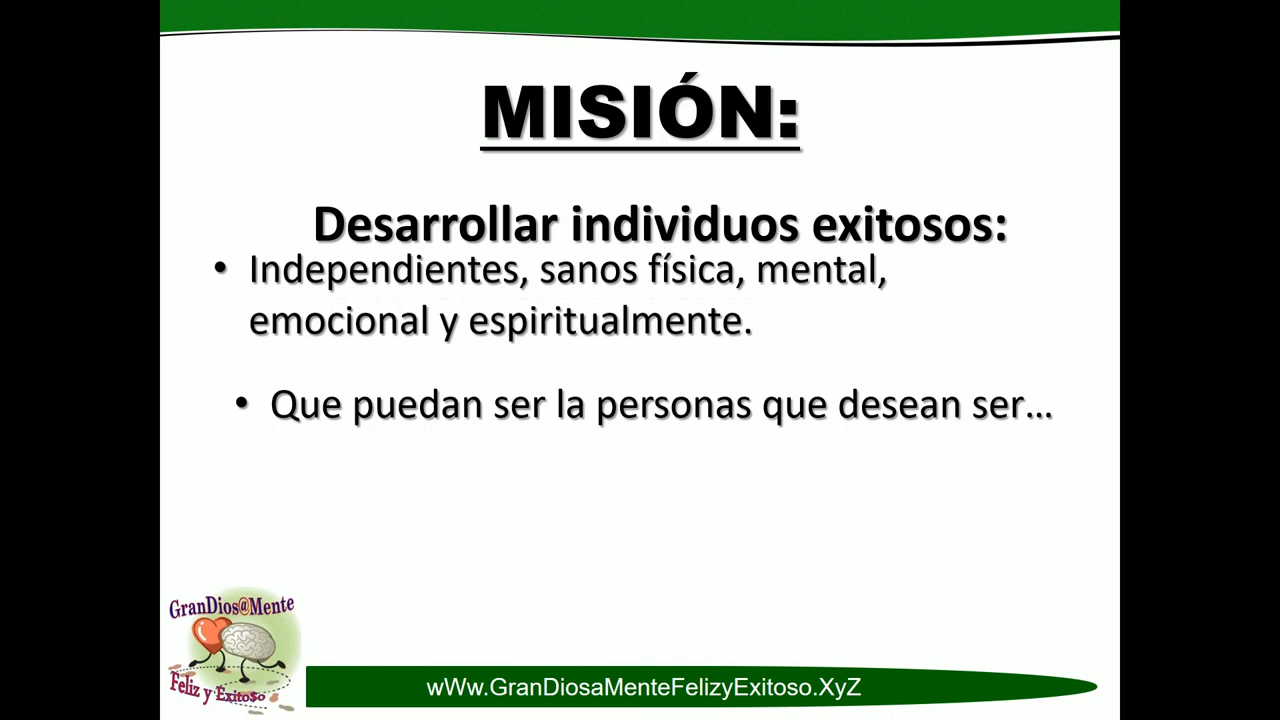 MISIÓN:
Desarrollar individuos exitosos:
• Independientes, sanos física, mental,
emocional y espiritualmente.
• Que puedan ser la personas que desean ser...
GranDios@Mente
Feliz y Exito$o
wWw.GranDiosaMenteFelizyExitoso.XyZ